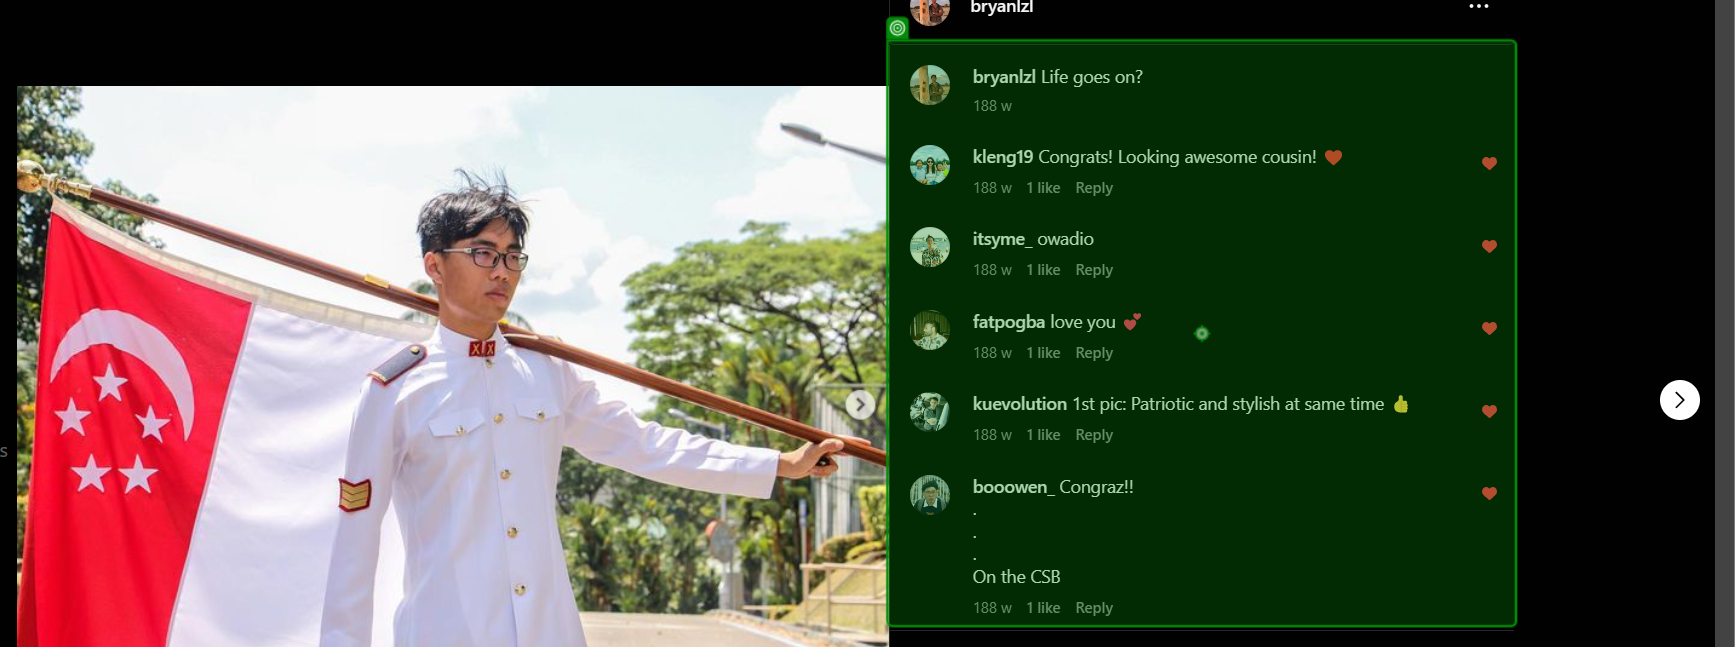 bryanlzl
bryanlzl Life goes on?
188 w
kleng19 Congrats! Looking awesome cousin! ❤️
188 w 1 like Reply
itsyme_ owadio
188 w 1 like Reply
fatpogba love you 💕
188 w 1 like Reply
kuevolution 1st pic: Patriotic and stylish at same time 👍
188 w 1 like Reply
booowen_ Congraz!!
.
.
.
On the CSB
188 w 1 like Reply
s